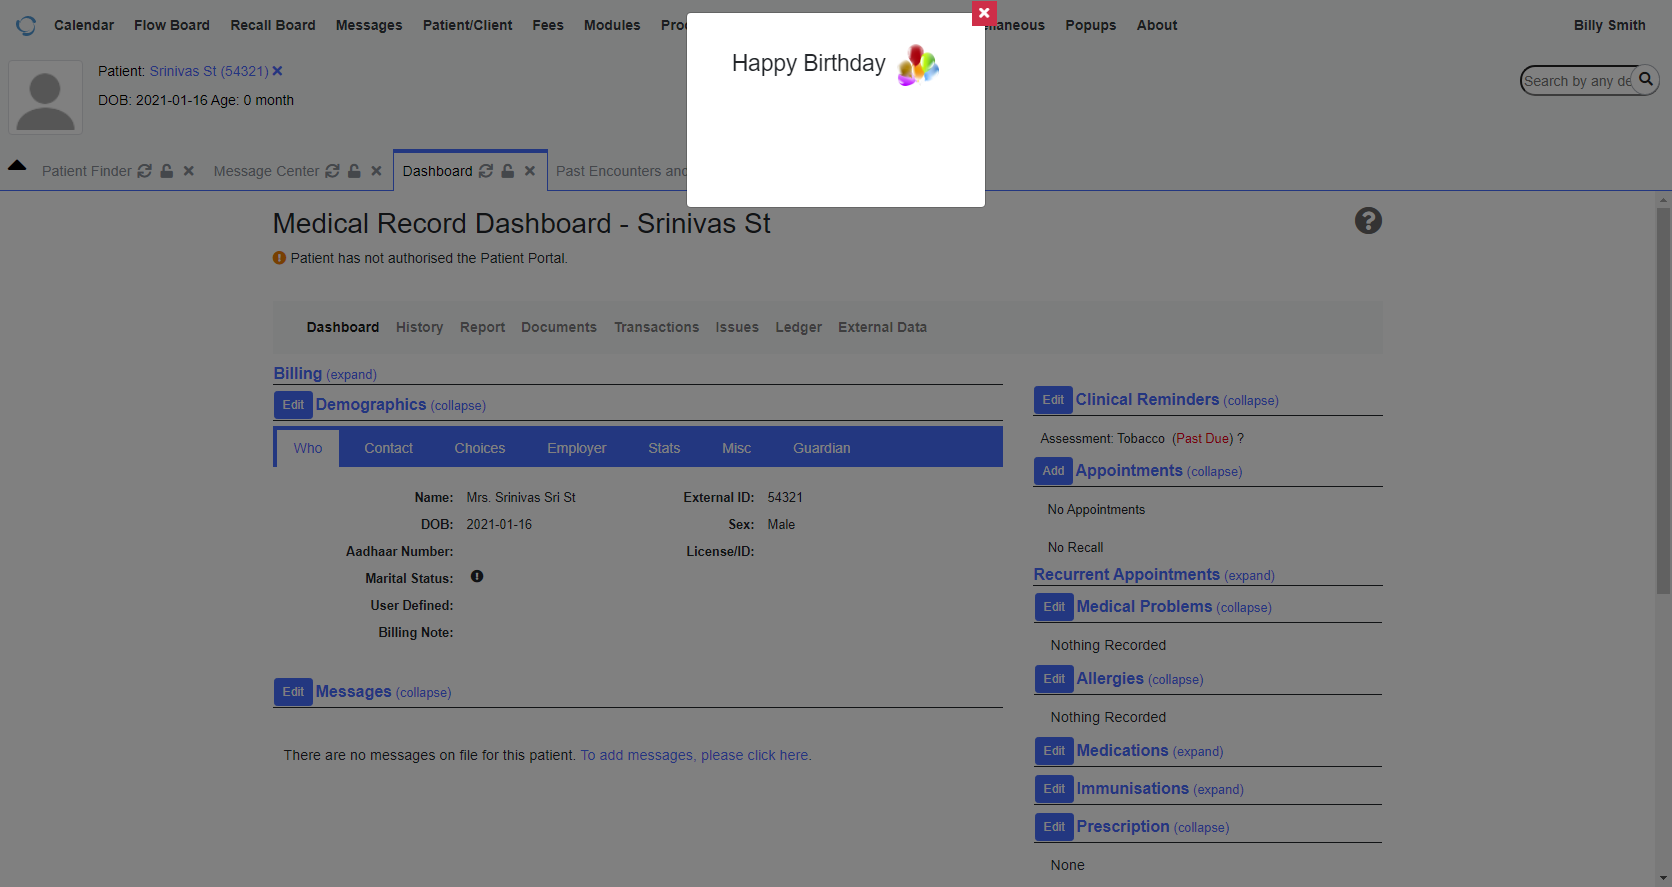 Calendar Flow Board Recall Board Messages Patient/Client Fees Modules Billy Smith
Popups About
Happy Birthday
Patient: Srinivas St (54321)
DOB: 2021-01-16 Age: 0 month
Search by any de
Patient Finder Message Center Dashboard Past Encounters and
Medical Record Dashboard - Srinivas St
Patient has not authorised the Patient Portal.
Dashboard History Report Documents Transactions Issues Ledger External Data
Billing (expand)
Edit Demographics (collapse)
Who Contact Choices Employer Stats Misc Guardian
Name: Mrs. Srinivas Sri St External ID: 54321
DOB: 2021-01-16 Sex: Male
Aadhaar Number: License/ID:
Marital Status:
User Defined:
Billing Note:
Edit Messages (collapse)
There are no messages on file for this patient. To add messages, please click here.
Edit Clinical Reminders (collapse)
Assessment: Tobacco (Past Due) ?
Add Appointments (collapse)
No Appointments
No Recall
Recurrent Appointments (expand)
Edit Medical Problems (collapse)
Nothing Recorded
Edit Allergies (collapse)
Nothing Recorded
Edit Medications (expand)
Edit Immunisations (expand)
Edit Prescription (collapse)
None